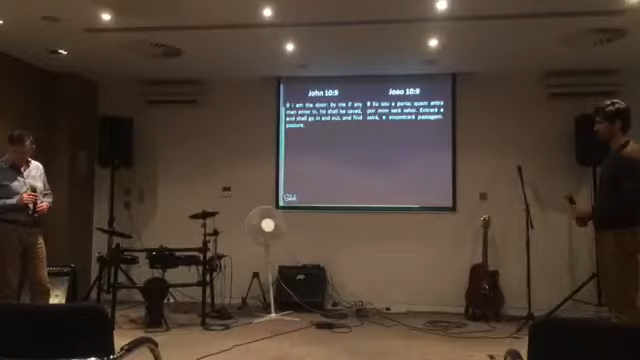 John 10:9
9 I am the door: by me if any
man enter in, he shall be saved,
and shall go in and out, and find
pasture.
Joao 10:9
9 Eu sou a porta; quem entra
por mim será salvo. Entrará e
sairá, e encontrará pastagem.